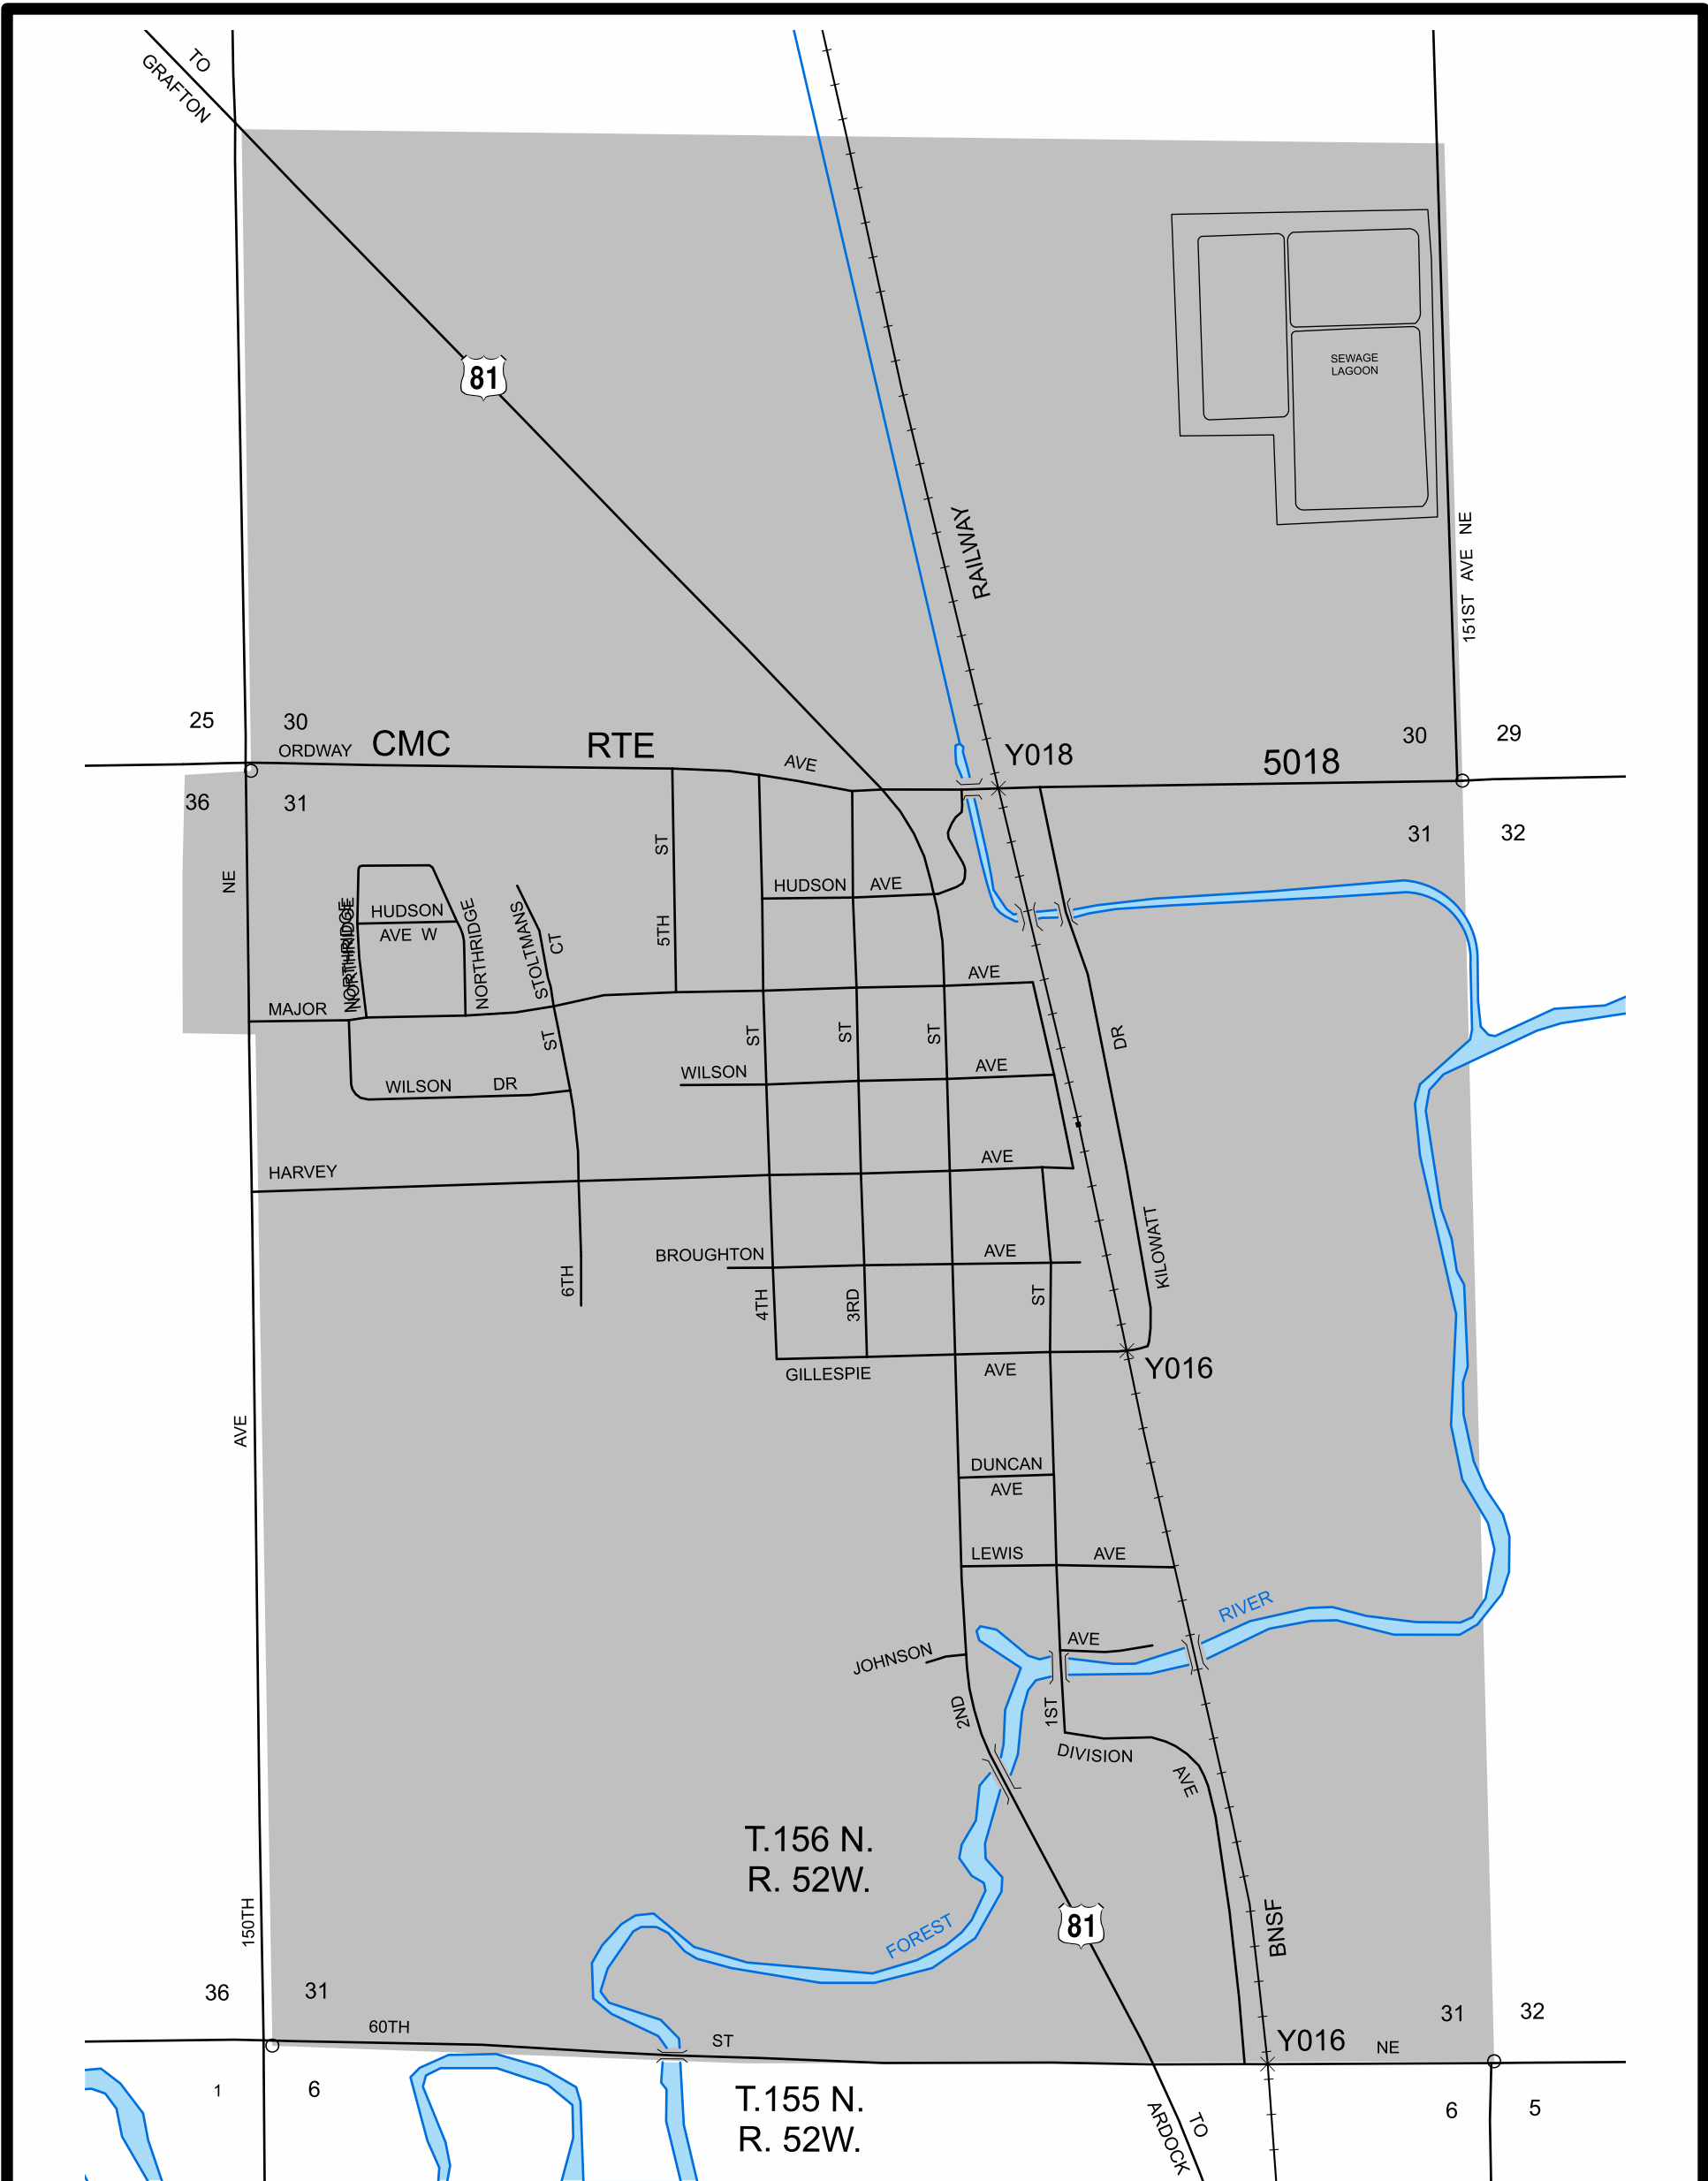 TO
GRAFTON
81
SEWAGE
LAGOON
RAILWAY
151ST AVE NE
25
30
ORDWAY
CMC
RTE
AVE
Y018
5018
30
29
36
31
31
32
NE
ST
5TH
HUDSON AVE
NORTHRIDGE
NORTHRIDGE
HUDSON
AVE W
NORTHRIDGE
STOLTMANS
CT
MAJOR
AVE
ST
ST
ST
ST
DR
WILSON DR
WILSON
AVE
HARVEY
AVE
BROUGHTON
AVE
6TH
4TH
3RD
ST
KILOWATT
GILLESPIE
AVE
Y016
AVE
DUNCAN
AVE
LEWIS
AVE
RIVER
JOHNSON
AVE
2ND
1ST
DIVISION
AVE
T.156 N.
R. 52W.
81
FOREST
150TH
BNSF
36
31
31
32
60TH
ST
Y016
NE
1
6
T.155 N.
R. 52W.
TO
ARDOCK
6
5